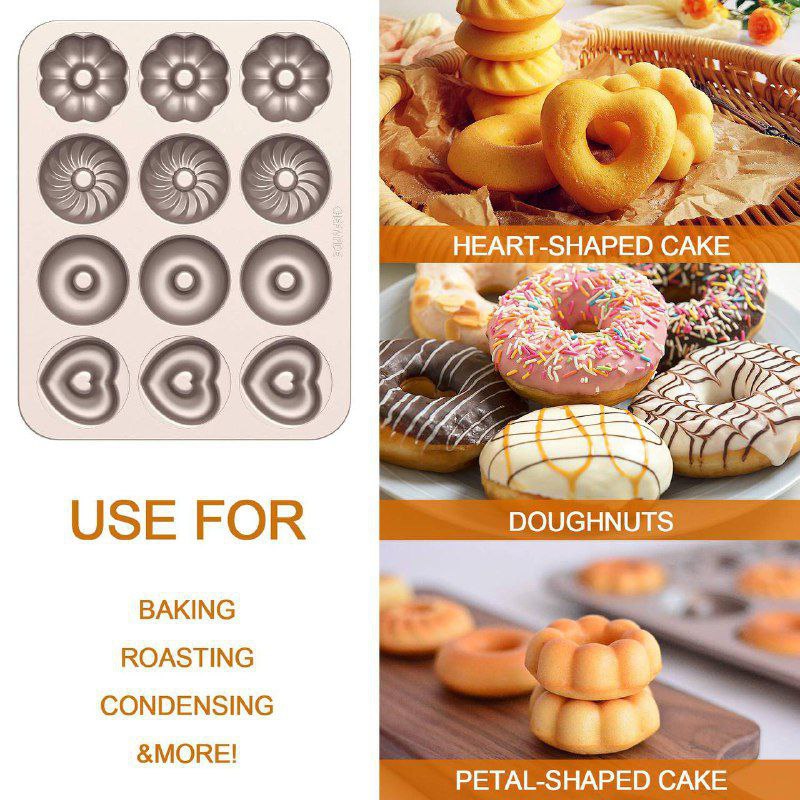 HEART-SHAPED CAKE
DOUGHNUTS
USE FOR
BAKING
ROASTING
CONDENSING
&MORE!
PETAL-SHAPED CAKE